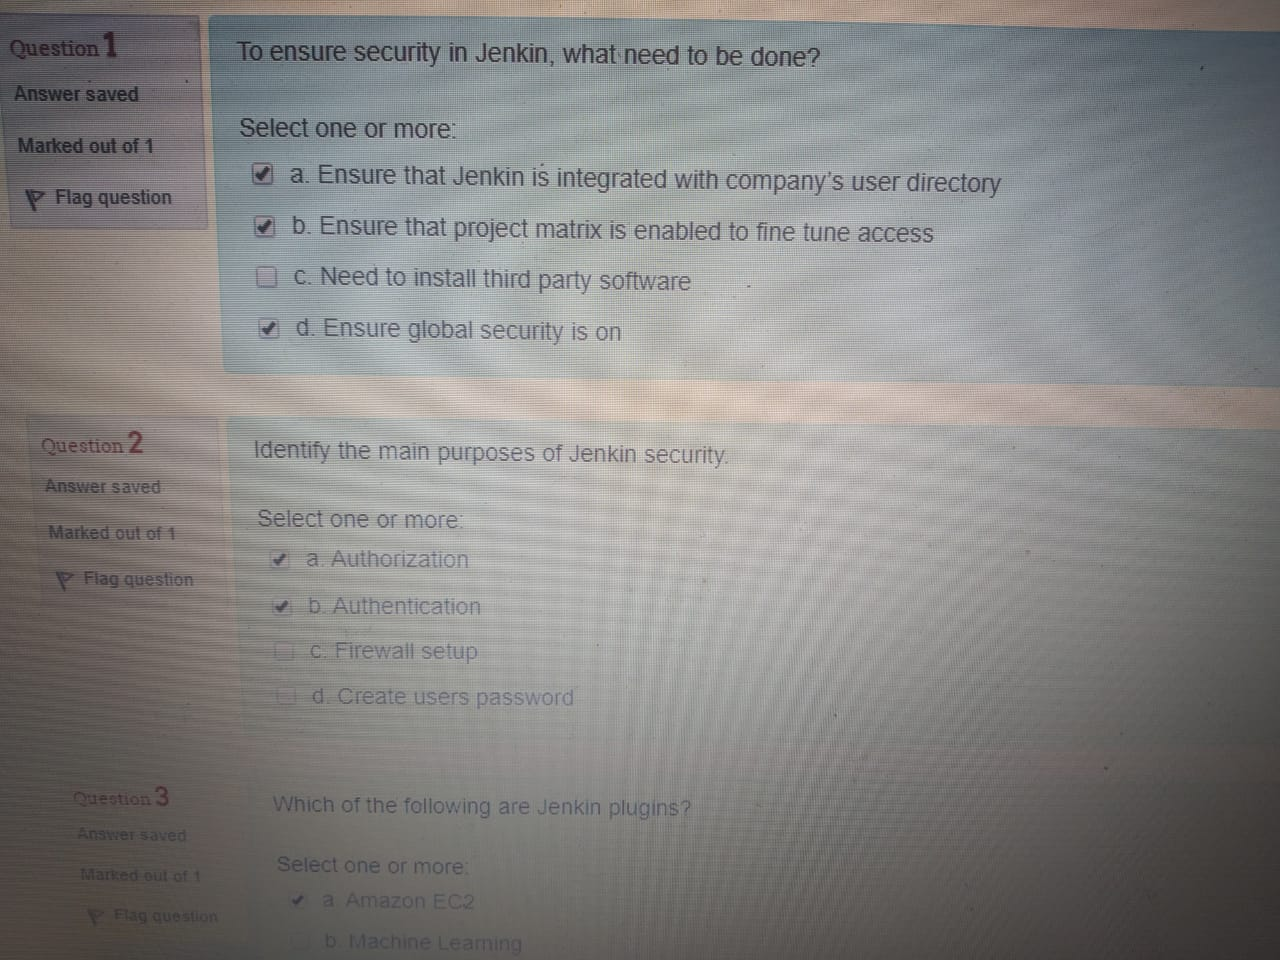 Question 1
Answer saved
Marked out of 1
Flag question
To ensure security in Jenkin, what need to be done?
Select one or more:
a. Ensure that Jenkin is integrated with company's user directory
b. Ensure that project matrix is enabled to fine tune access
c. Need to install third party software
d. Ensure global security is on
Question 2
Answer saved
Marked out of 1
Flag question
Identify the main purposes of Jenkin security.
Select one or more:
a. Authorization
b. Authentication
c. Firewall setup
d. Create users password
Question 3
Answer saved
Marked out of 1
Flag question
Which of the following are Jenkin plugins?
Select one or more:
a. Amazon EC2
b. Machine Learning